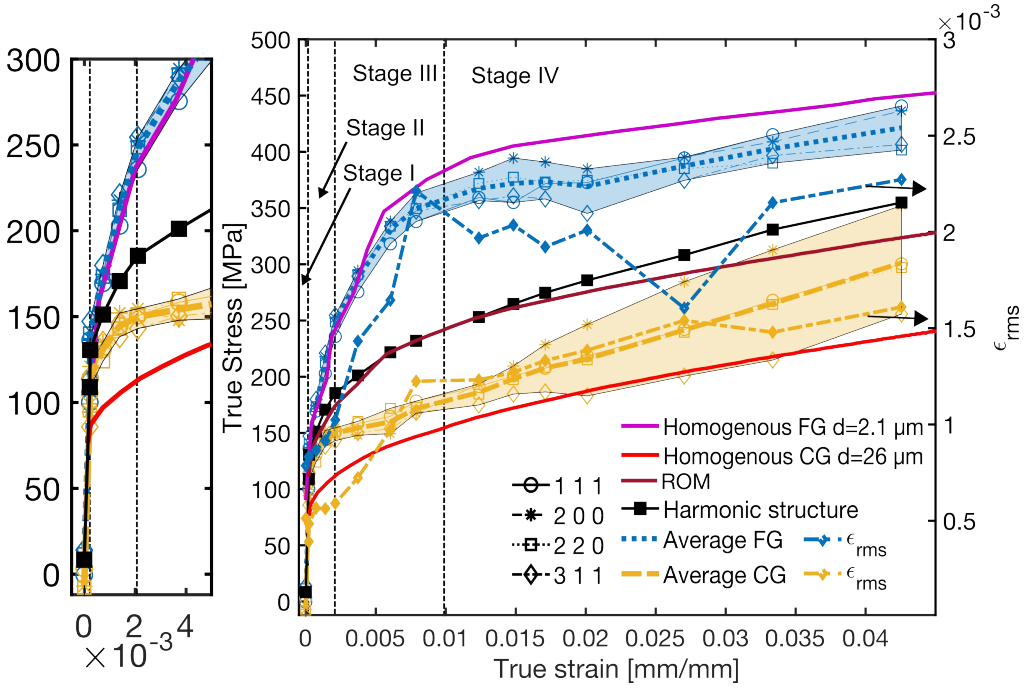 ×10⁻³
500
450
400
350
300
250
200
150
100
50
0
True Stress [MPa]
0
0.005
0.01
0.015
0.02
0.025
0.03
0.035
0.04
True strain [mm/mm]
3
2.5
2
1.5
1
0.5
ϵrms
300
250
200
150
100
50
0
0
2
4
×10⁻³
Stage III
Stage IV
Stage II
Stage I
1 1 1
2 0 0
2 2 0
3 1 1
Homogenous FG d=2.1 µm
Homogenous CG d=26 µm
ROM
Harmonic structure
Average FG
ϵrms
Average CG
ϵrms